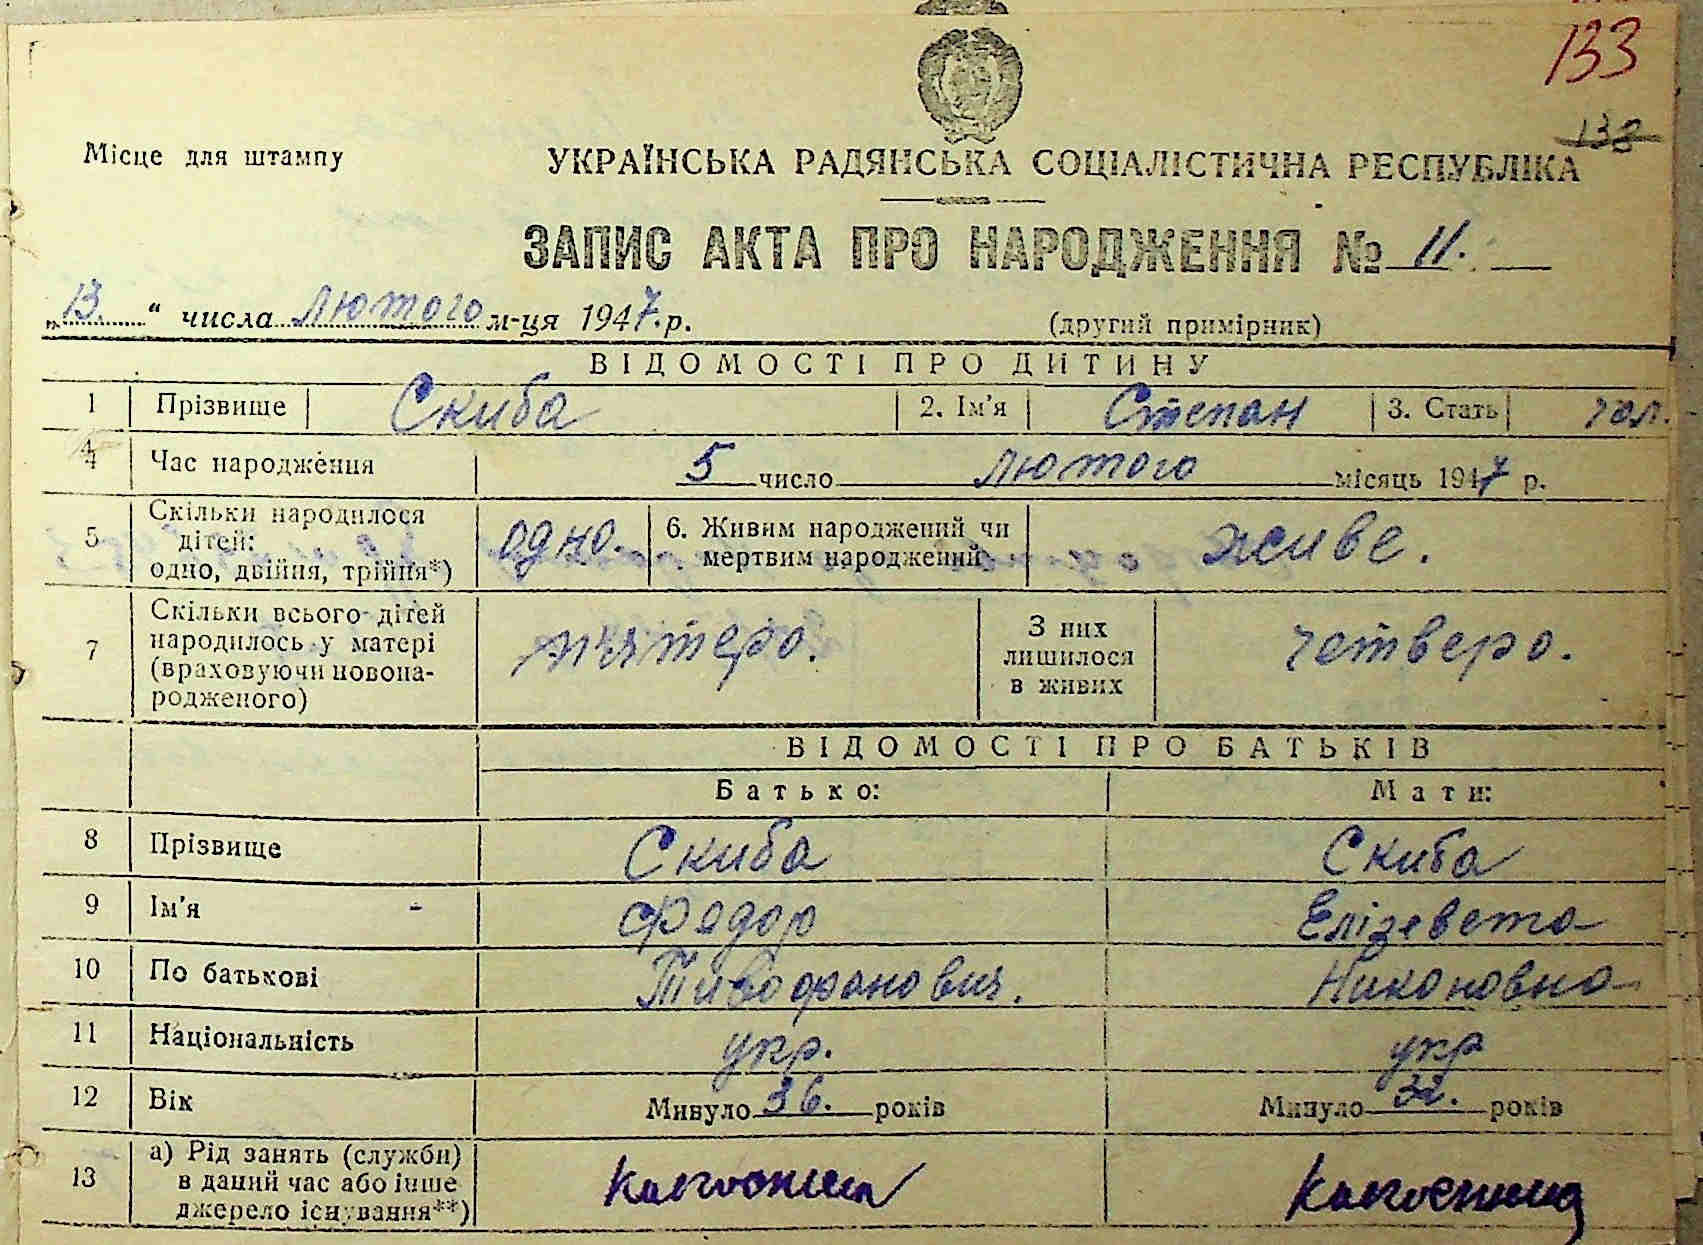 133
138
Місце для штампу
УКРАЇНСЬКА РАДЯНСЬКА СОЦІАЛІСТИЧНА РЕСПУБЛІКА
ЗАПИС АКТА ПРО НАРОДЖЕННЯ № 11.
„13.“ числа Лютого м-ця 1947.р.
(другий примірник)
ВІДОМОСТІ ПРО ДИТИНУ
1 Прізвище Скиба 2. Ім'я Степан 3. Стать чол.
4 Час народження 5 число лютого місяць 1947 р.
5 Скільки народилося дітей: одно, двійня, трійня*) одно. 6. Живим народжений чи мертвим народжений живе.
7 Скільки всього дітей народилось у матері (враховуючи новонародженого) пятеро. З них лишилося в живих четверо.
ВІДОМОСТІ ПРО БАТЬКІВ
Батько: Мати:
8 Прізвище Скиба Скиба
9 Ім'я Федор Елізевета
10 По батькові Никоновна
11 Національність укр. укр
12 Вік Минуло 36. років Минуло 32. років
13 а) Рід занять (служби) в даний час або інше джерело існування**)